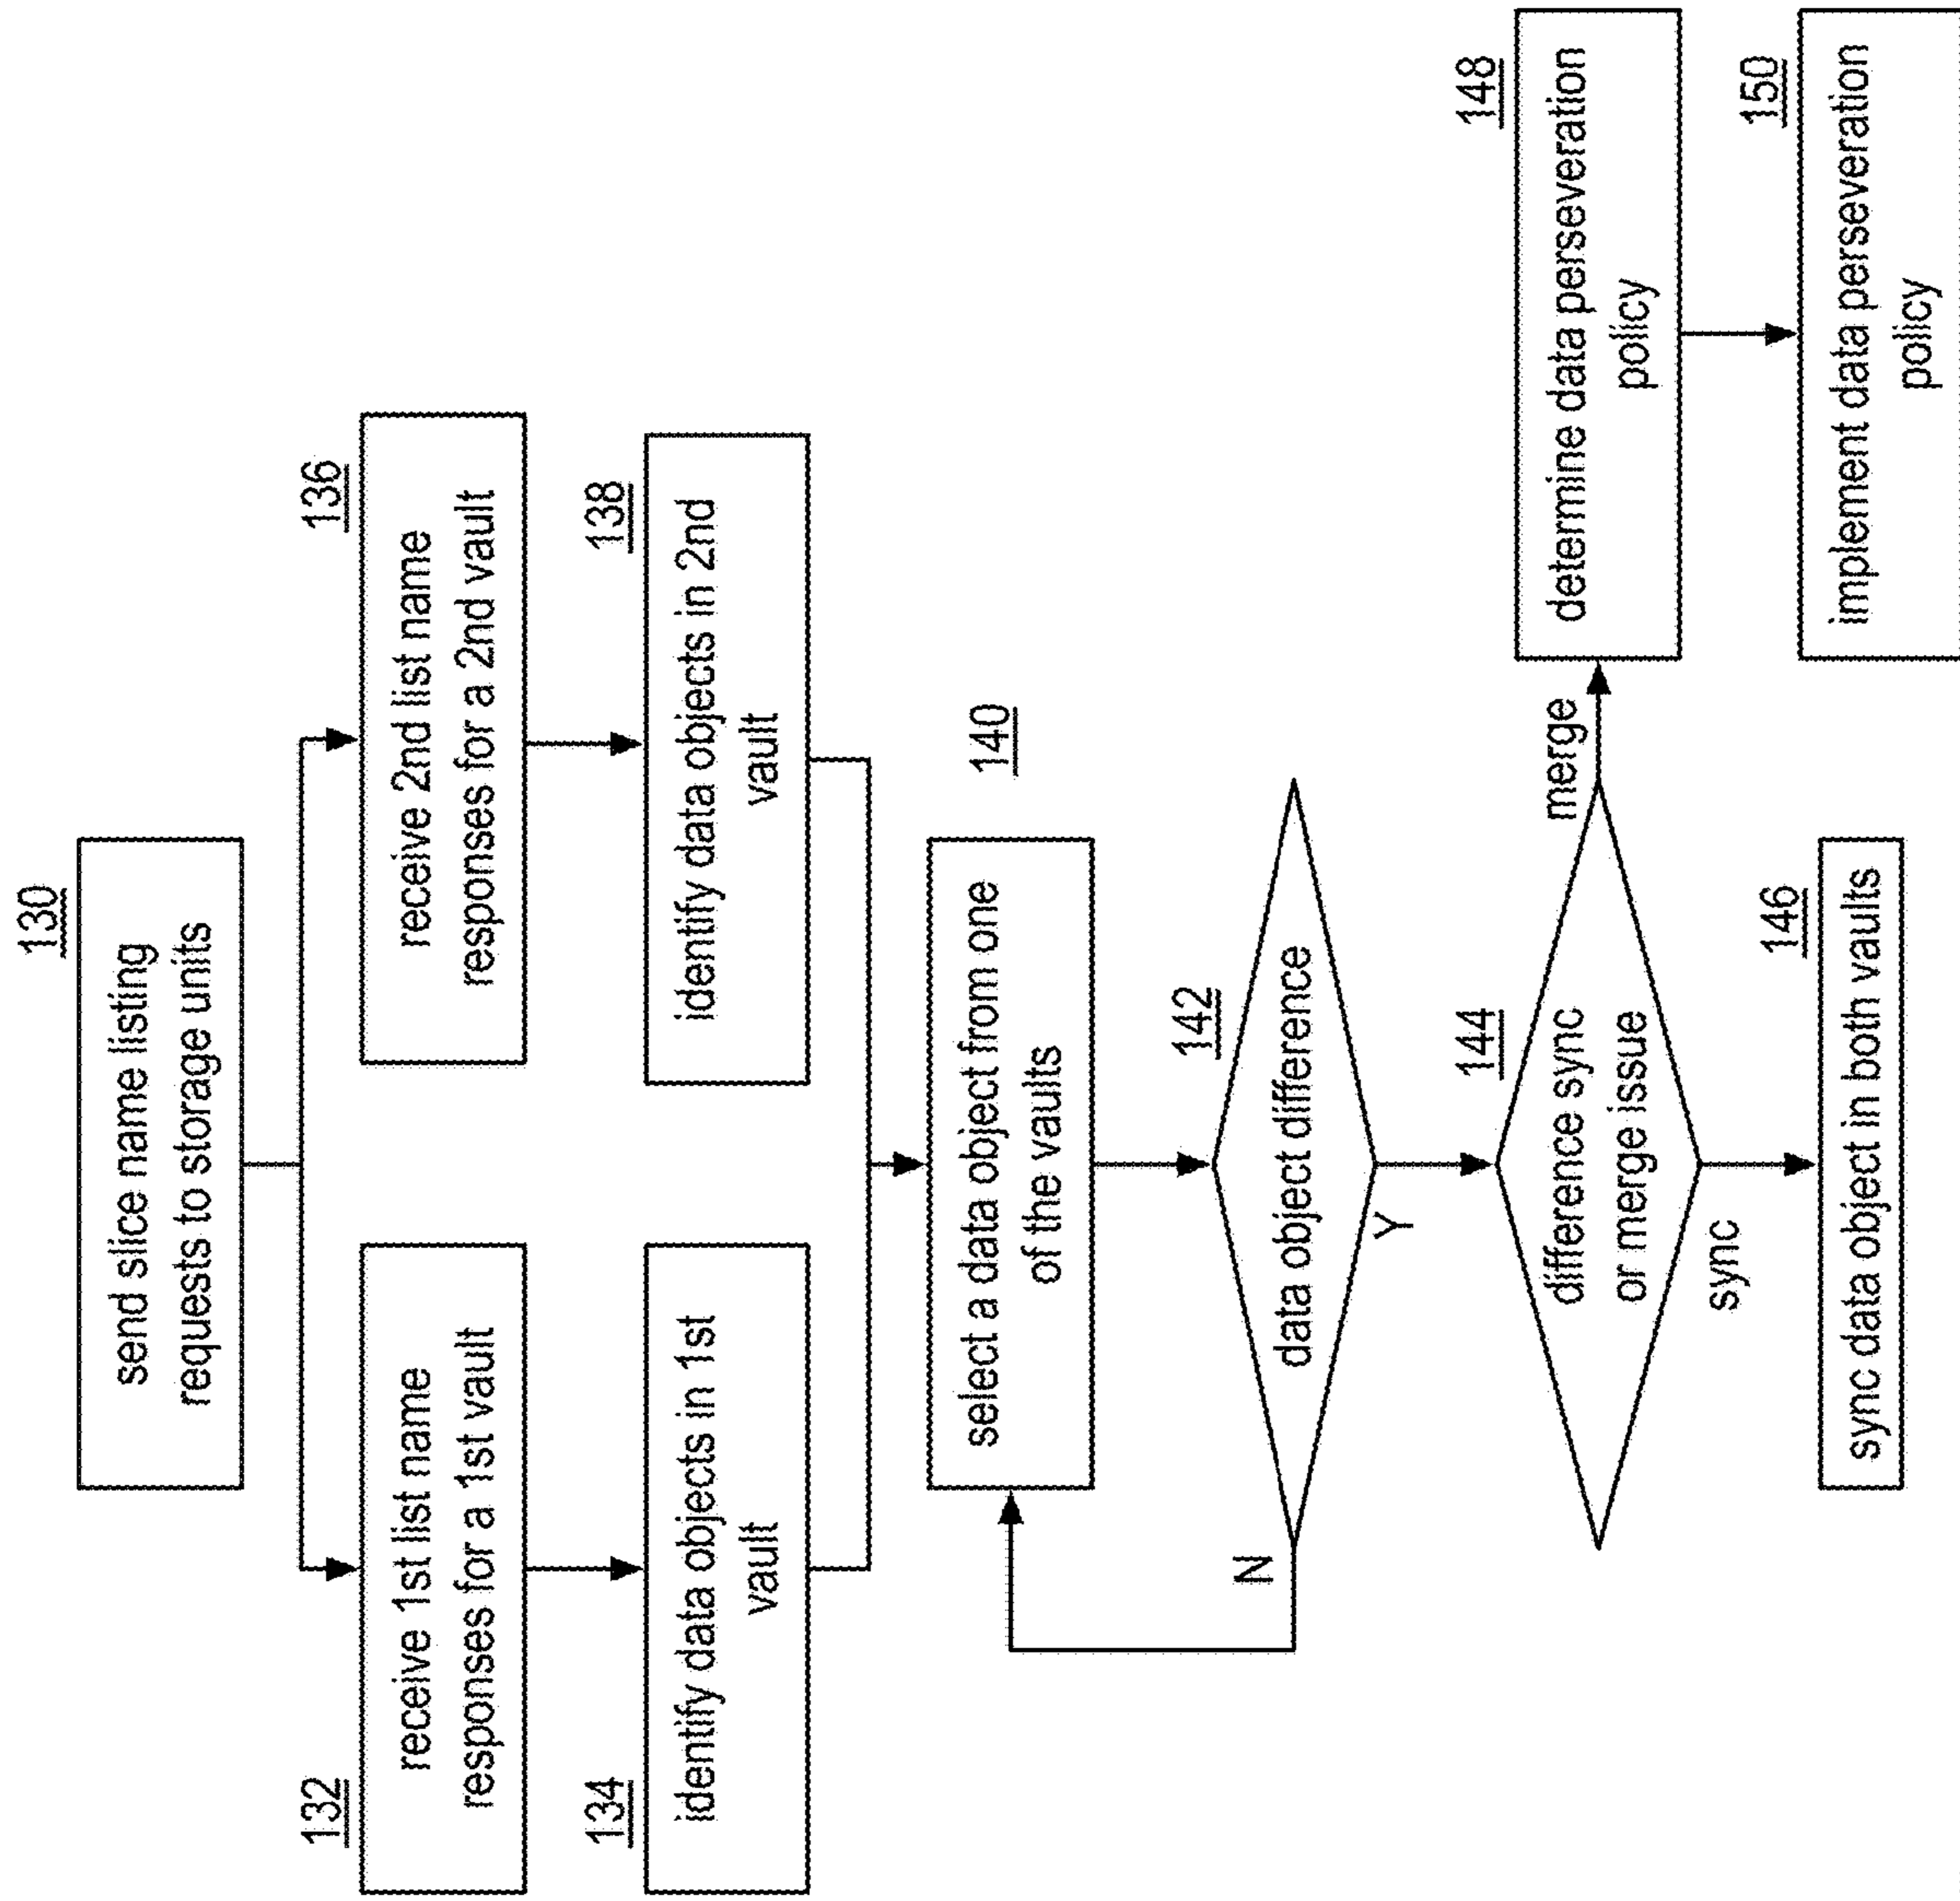 130
send slice name listing
requests to storage units
132
receive 1st list name
responses for a 1st vault
136
receive 2nd list name
responses for a 2nd vault
134
identify data objects in 1st
vault
138
identify data objects in 2nd
vault
140
select a data object from one
of the vaults
142
data object difference
N
Y
144
difference sync
or merge issue
merge
sync
146
sync data object in both vaults
148
determine data perseveration
policy
150
implement data perseveration
policy